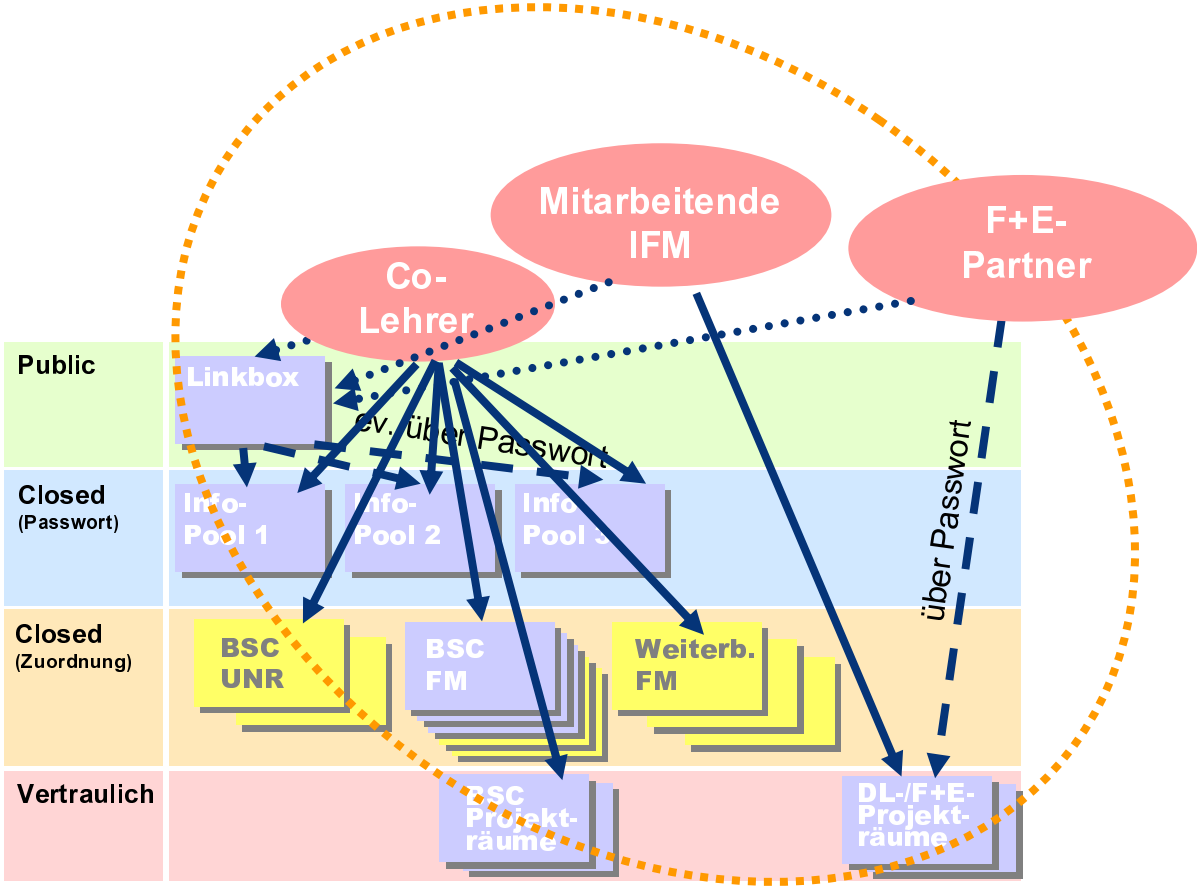 Mitarbeitende
IFM
F+E-
Partner
Co-
Lehrer
Public
Linkbox
ev. über Passwort
Closed
(Passwort)
Info-
Pool 1
Info-
Pool 2
Info
Pool 3
über Passwort
Closed
(Zuordnung)
BSC
UNR
BSC
FM
Weiterb.
FM
Vertraulich
BSC
Projekt-
räume
DL-/F+E-
Projekt-
räume